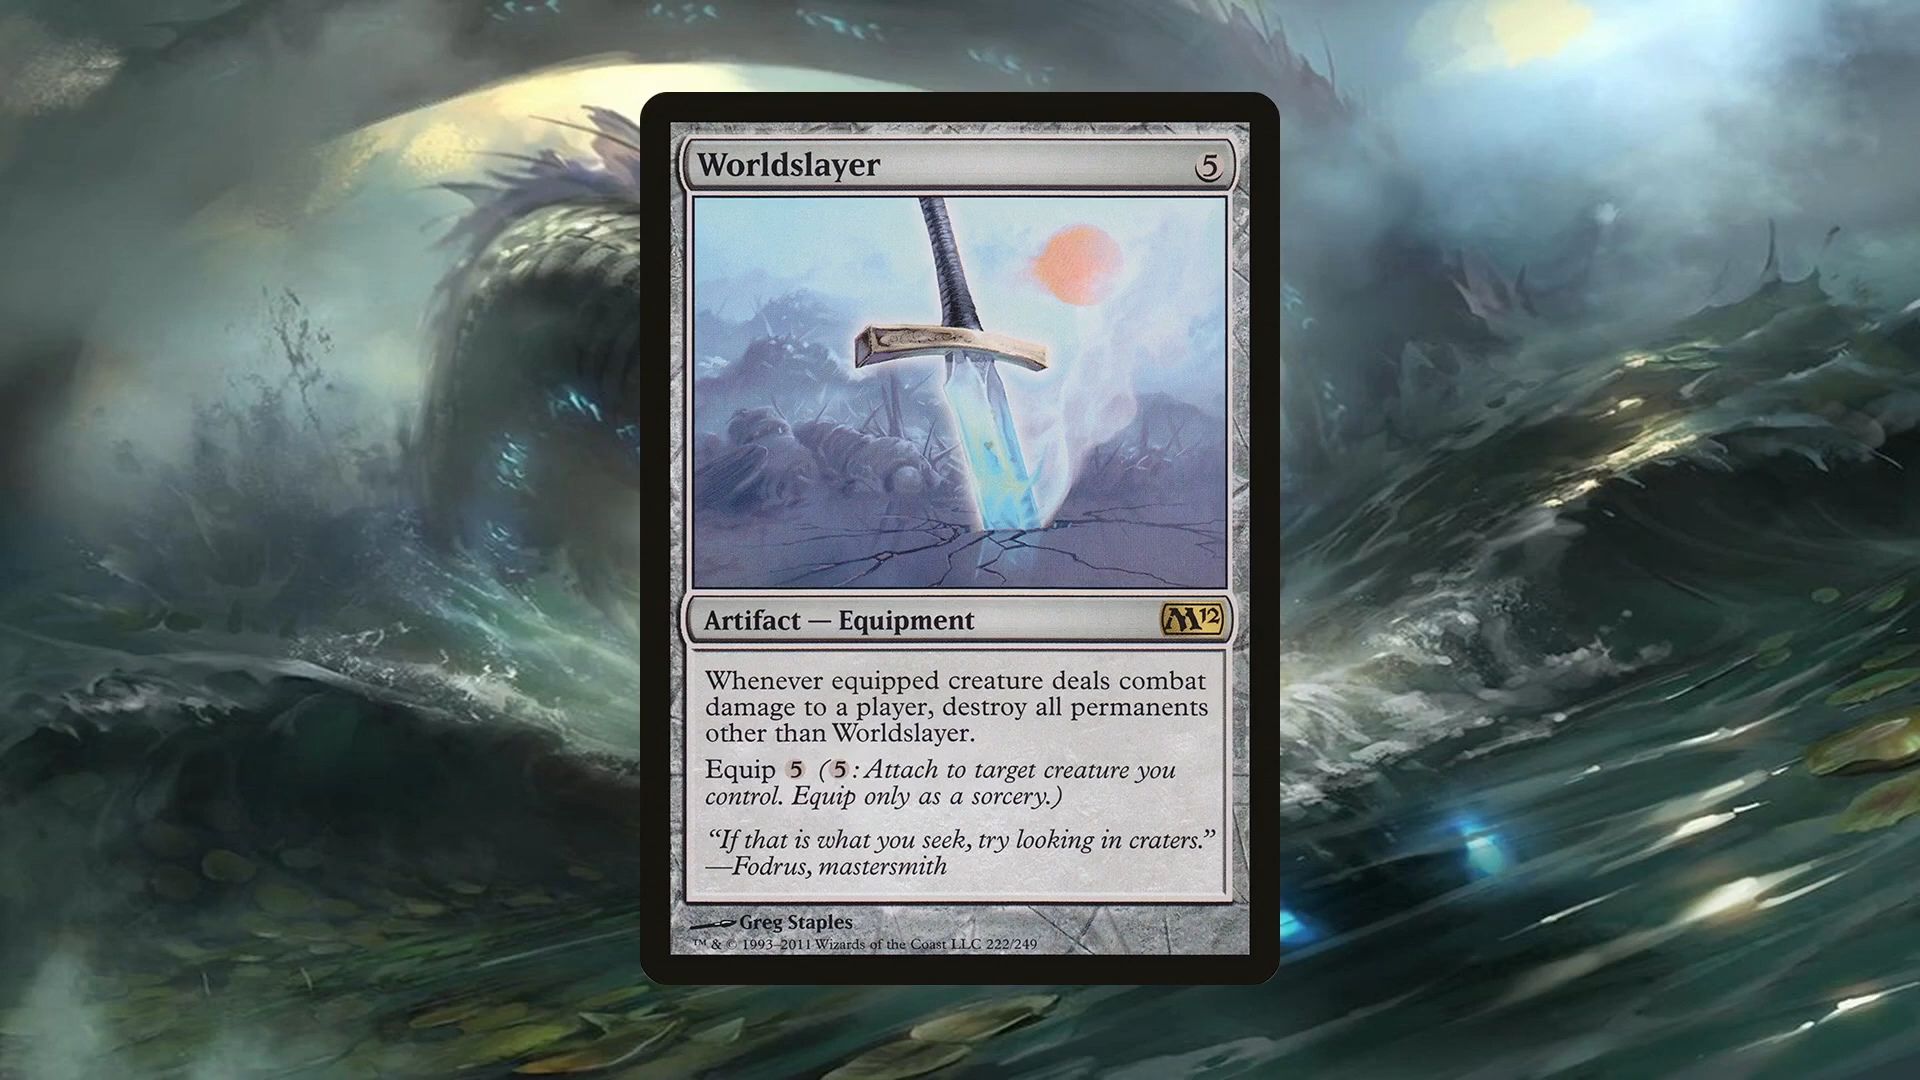 Worldslayer 5
Artifact — Equipment M12
Whenever equipped creature deals combat
damage to a player, destroy all permanents
other than Worldslayer.
Equip 5 (5: Attach to target creature you
control. Equip only as a sorcery.)
“If that is what you seek, try looking in craters.”
—Fodrus, mastersmith
Greg Staples
™ & © 1993–2011 Wizards of the Coast LLC 222/249